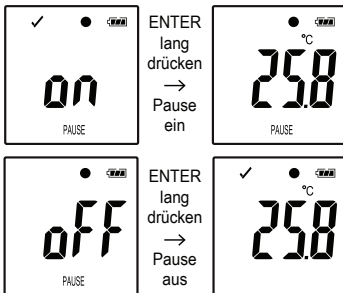 on
PAUSE
ENTER
lang
drücken
→
Pause
ein
°C
25.8
PAUSE
oFF
PAUSE
ENTER
lang
drücken
→
Pause
aus
°C
25.8